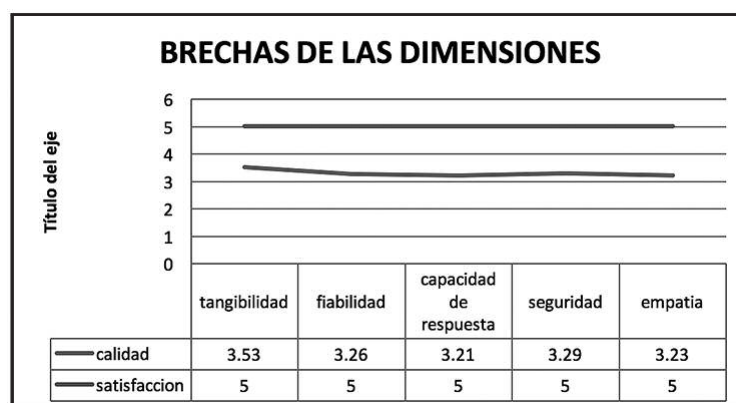 BRECHAS DE LAS DIMENSIONES
Título del eje
6
5
4
3
2
1
0
tangibilidad fiabilidad capacidad de respuesta seguridad empatia
calidad 3.53 3.26 3.21 3.29 3.23
satisfaccion 5 5 5 5 5